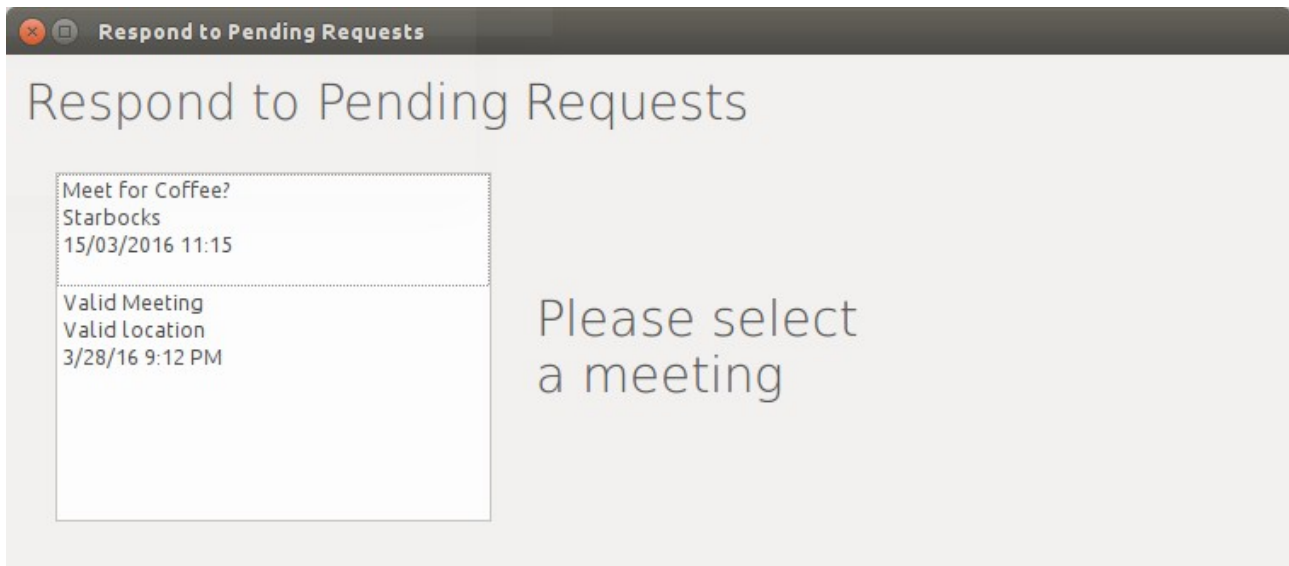 Respond to Pending Requests
Respond to Pending Requests
Meet for Coffee?
Starbocks
15/03/2016 11:15
Valid Meeting
Valid location
3/28/16 9:12 PM
Please select
a meeting